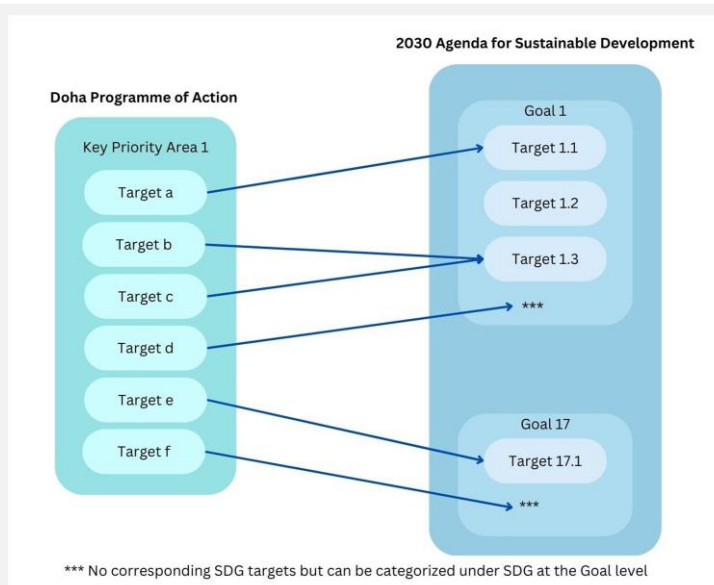 2030 Agenda for Sustainable Development
Doha Programme of Action
Key Priority Area 1
Target a
Target b
Target c
Target d
Target e
Target f
Goal 1
Target 1.1
Target 1.2
Target 1.3
***
Goal 17
Target 17.1
***
*** No corresponding SDG targets but can be categorized under SDG at the Goal level